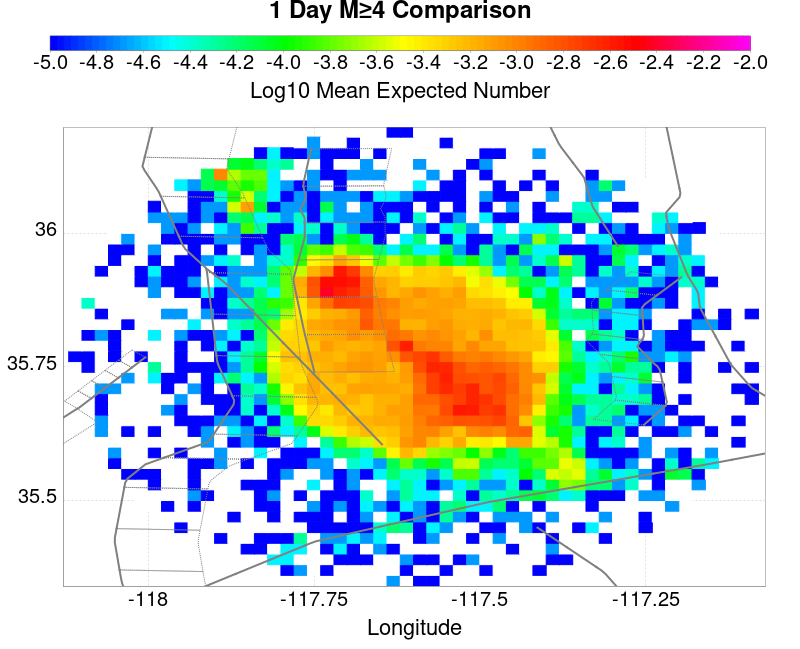 1 Day M≥4 Comparison
-5.0 -4.8 -4.6 -4.4 -4.2 -4.0 -3.8 -3.6 -3.4 -3.2 -3.0 -2.8 -2.6 -2.4 -2.2 -2.0
Log10 Mean Expected Number
36
35.75
35.5
-118 -117.75 -117.5 -117.25
Longitude